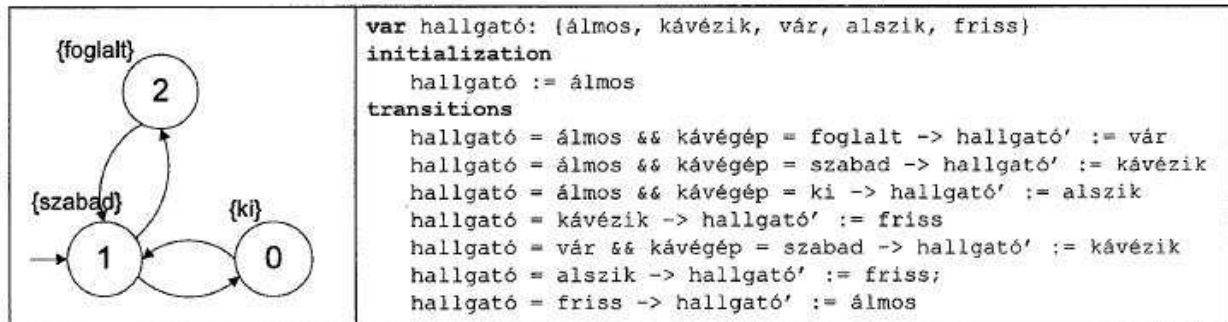 {foglalt}
2
{szabad}
{ki}
1
0
var hallgató: {álmos, kávézik, vár, alszik, friss}
initialization
hallgató := álmos
transitions
hallgató = álmos && kávégép = foglalt -> hallgató' := vár
hallgató = álmos && kávégép = szabad -> hallgató' := kávézik
hallgató = álmos && kávégép = ki -> hallgató' := alszik
hallgató = kávézik -> hallgató' := friss
hallgató = vár && kávégép = szabad -> hallgató' := kávézik
hallgató = alszik -> hallgató' := friss;
hallgató = friss -> hallgató' := álmos